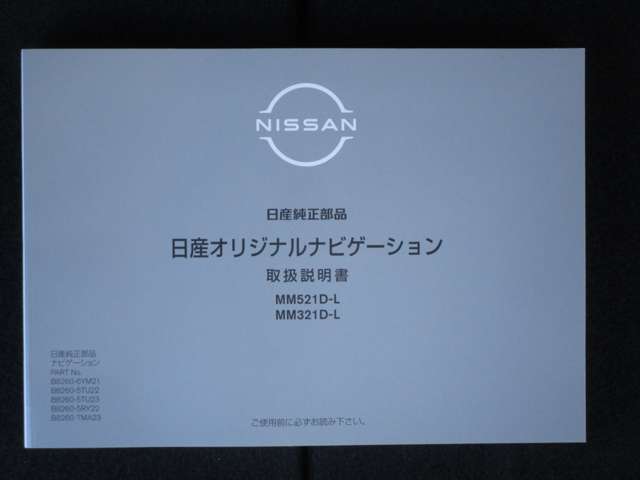 NISSAN
日産純正部品
日産オリジナルナビゲーション
取扱説明書
MM521D-L
MM321D-L
日産純正部品
ナビゲーション
PART No.
B8260-6YM21
B8260-5TU22
B8260-5TU23
B8260-5RY22
B8260-TMA23
ご使用前に必ずお読み下さい。